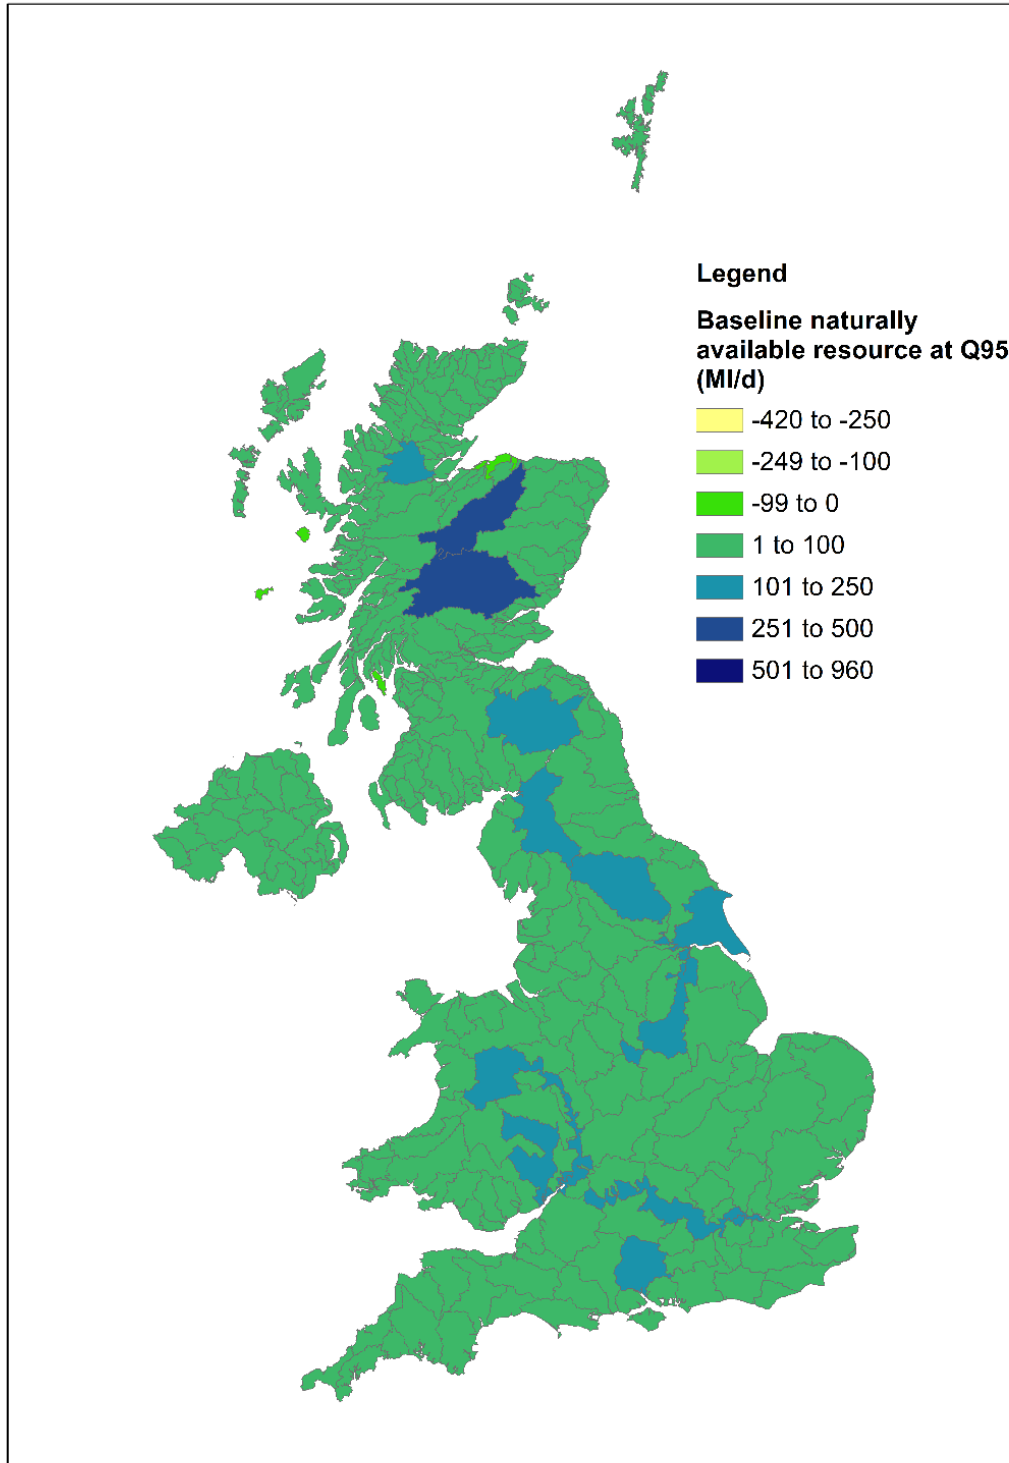 Legend
Baseline naturally
available resource at Q95
(Ml/d)
-420 to -250
-249 to -100
-99 to 0
1 to 100
101 to 250
251 to 500
501 to 960